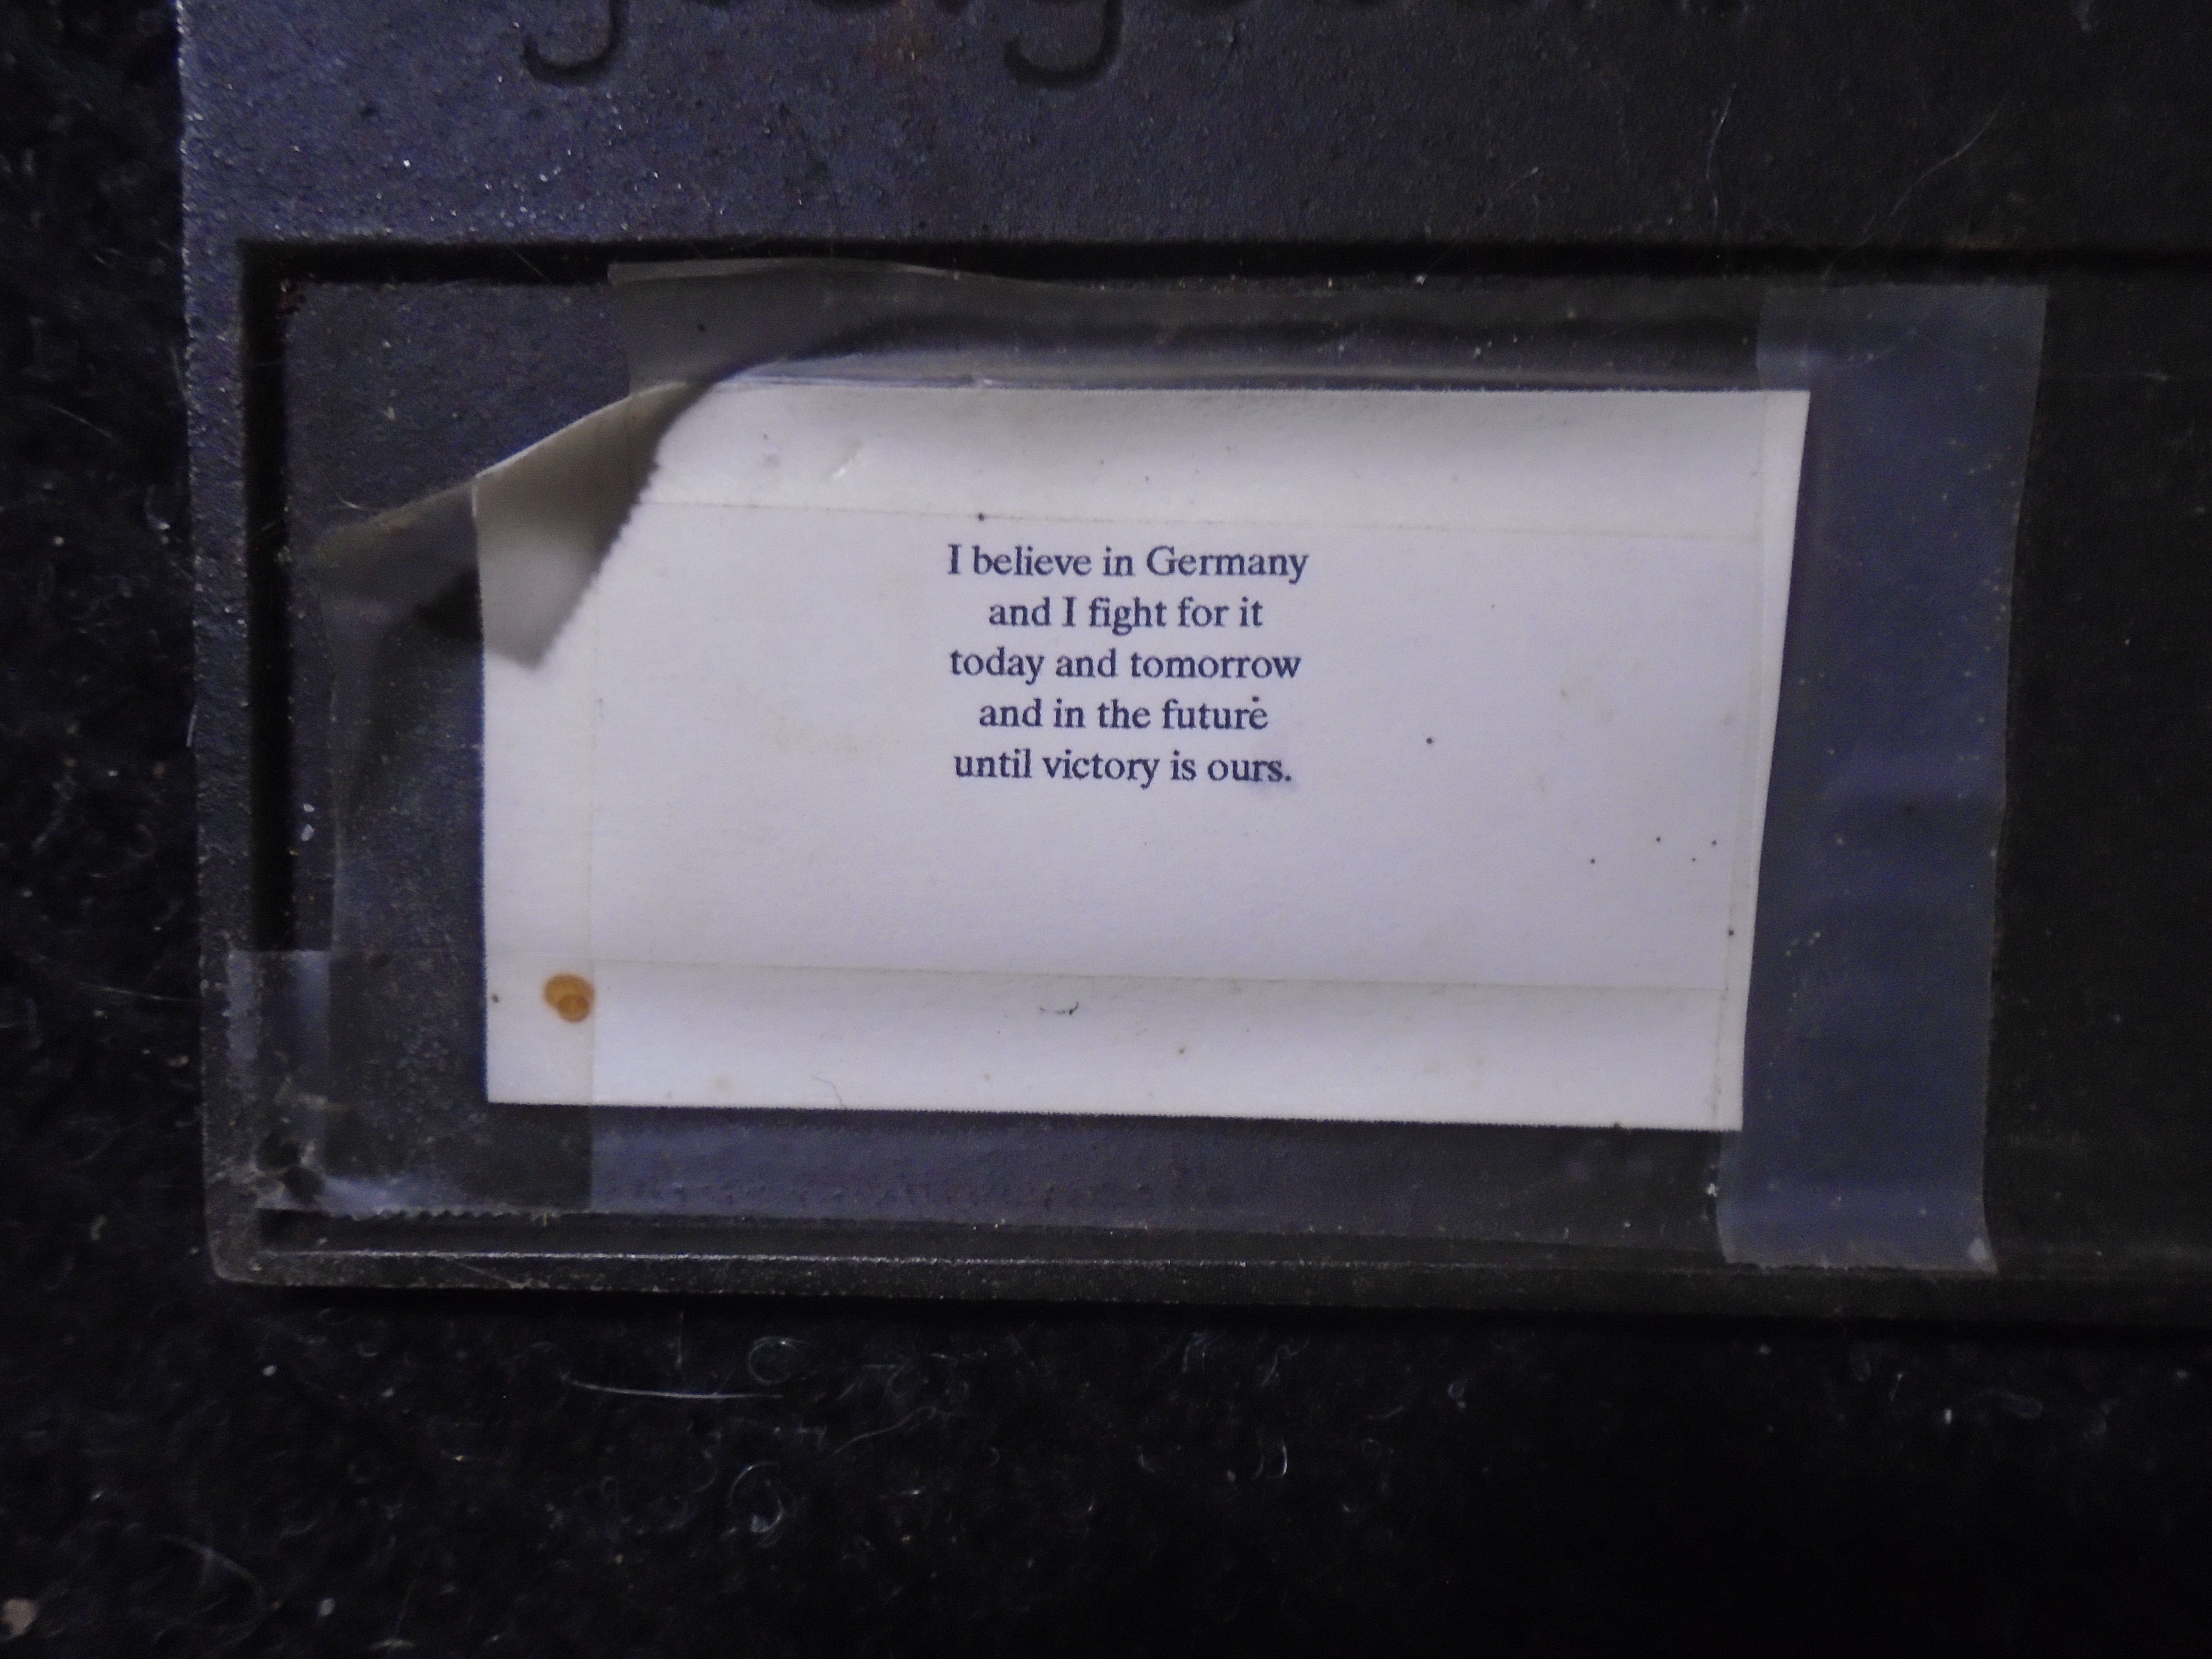 I believe in Germany
and I fight for it
today and tomorrow
and in the future
until victory is ours.